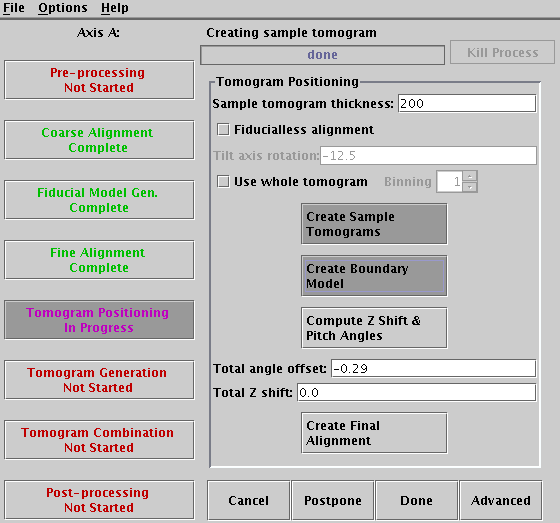 File Options Help
Axis A:
Creating sample tomogram
done
Kill Process
Pre-processing
Not Started
Coarse Alignment
Complete
Fiducial Model Gen.
Complete
Fine Alignment
Complete
Tomogram Positioning
In Progress
Tomogram Generation
Not Started
Tomogram Combination
Not Started
Post-processing
Not Started
Tomogram Positioning
Sample tomogram thickness: 200
Fiducialless alignment
Tilt axis rotation: -12.5
Use whole tomogram Binning 1
Create Sample
Tomograms
Create Boundary
Model
Compute Z Shift &
Pitch Angles
Total angle offset: -0.29
Total Z shift: 0.0
Create Final
Alignment
Cancel Postpone Done Advanced